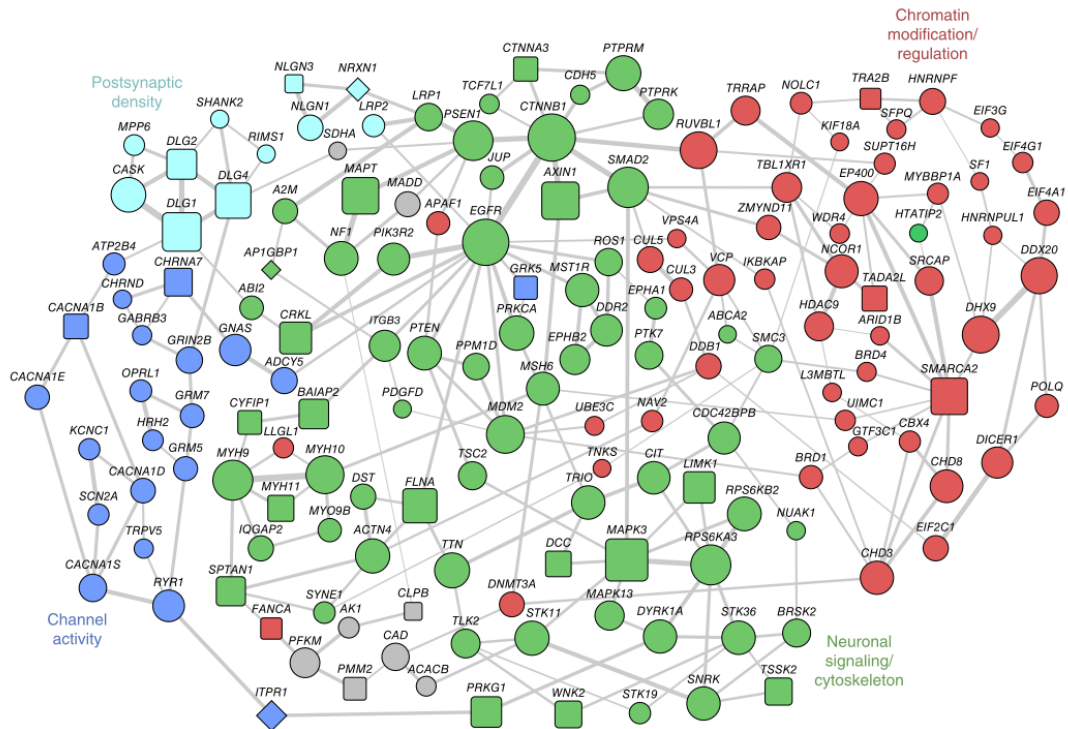 Chromatin
modification/
regulation
CTNNA3
PTPRM
NLGN3
NRXN1
TCF7L1
CDH5
TRRAP
NOLC1
TRA2B
HNRNPF
Postsynaptic
density
LRP1
PTPRK
NLGN1
LRP2
PSEN1
CTNNB1
SHANK2
SDHA
RUVBL1
KIF18A
SFPQ
EIF3G
MPP6
DLG2
RIMS1
JUP
SUPT16H
EIF4G1
CASK
DLG4
MAPT
MADD
AXIN1
SMAD2
TBL1XR1
EP400
MYBBP1A
SF1
A2M
APAF1
EIF4A1
DLG1
EGFR
VPS4A
ZMYND11
WDR4
HTATIP2
HNRNPUL1
ATP2B4
AP1GBP1
NF1
PIK3R2
ROS1
CUL5
NCOR1
DDX20
CHRNA7
GRK5
MST1R
VCP
IKBKAP
SRCAP
CHRND
ABI2
EPHA1
CUL3
TADA2L
CACNA1B
CRKL
ITGB3
PRKCA
DDR2
ABCA2
HDAC9
ARID1B
DHX9
GABRB3
GNAS
PTEN
PPM1D
EPHB2
PTK7
SMC3
GRIN2B
ADCY5
MSH6
DDB1
BRD4
SMARCA2
CACNA1E
OPRL1
GRM7
BAIAP2
L3MBTL
POLQ
CYFIP1
PDGFD
MDM2
UBE3C
NAV2
CDC42BPB
UIMC1
CBX4
KCNC1
HRH2
GRM5
LLGL1
GTF3C1
DICER1
MYH9
MYH10
TSC2
TNKS
CIT
LIMK1
BRD1
CHD8
CACNA1D
DST
FLNA
TRIO
SCN2A
MYH11
MYO9B
RPS6KB2
NUAK1
TRPV5
IQGAP2
ACTN4
TTN
DCC
MAPK3
RPS6KA3
EIF2C1
CHD3
CACNA1S
RYR1
SPTAN1
SYNE1
CLPB
DNMT3A
MAPK13
Channel
activity
FANCA
AK1
STK11
DYRK1A
STK36
BRSK2
PFKM
CAD
TLK2
Neuronal
signaling/
cytoskeleton
PMM2
ACACB
TSSK2
ITPR1
PRKG1
WNK2
STK19
SNRK